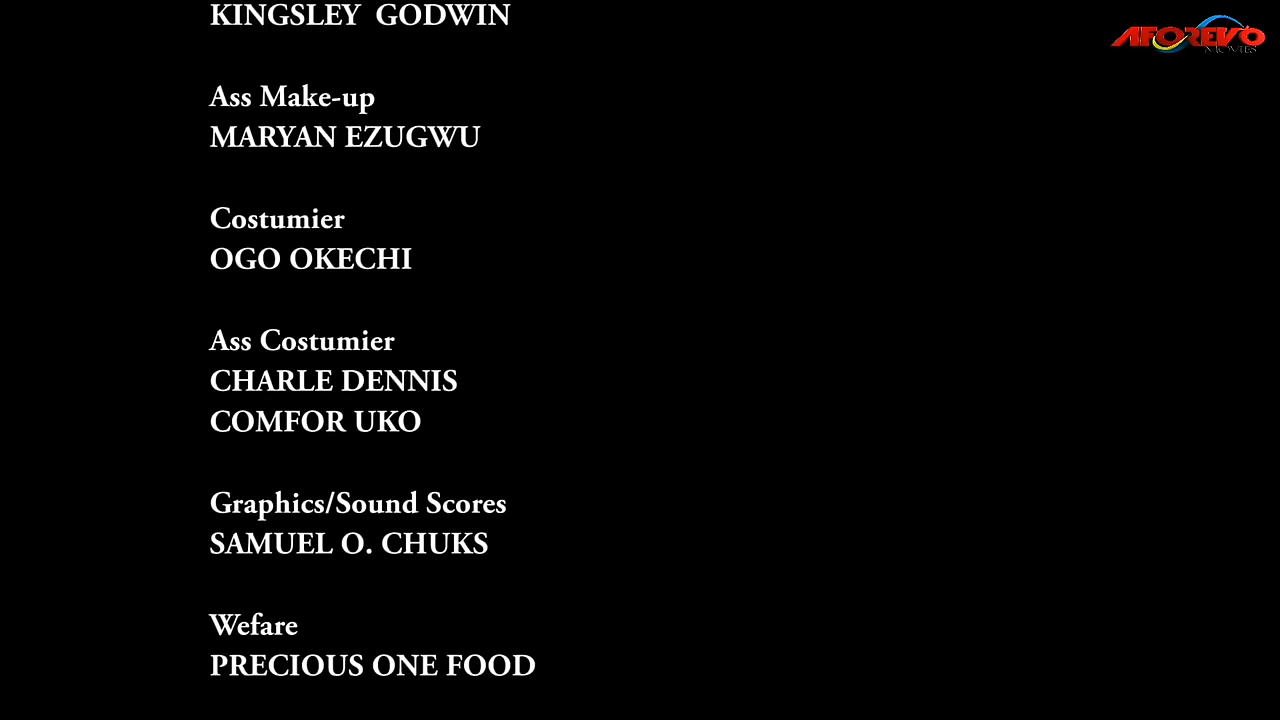 KINGSLEY  GODWIN
AFOREVO
MOVIES
Ass Make-up
MARYAN EZUGWU
Costumier
OGO OKECHI
Ass Costumier
CHARLE DENNIS
COMFOR UKO
Graphics/Sound Scores
SAMUEL O. CHUKS
Wefare
PRECIOUS ONE FOOD